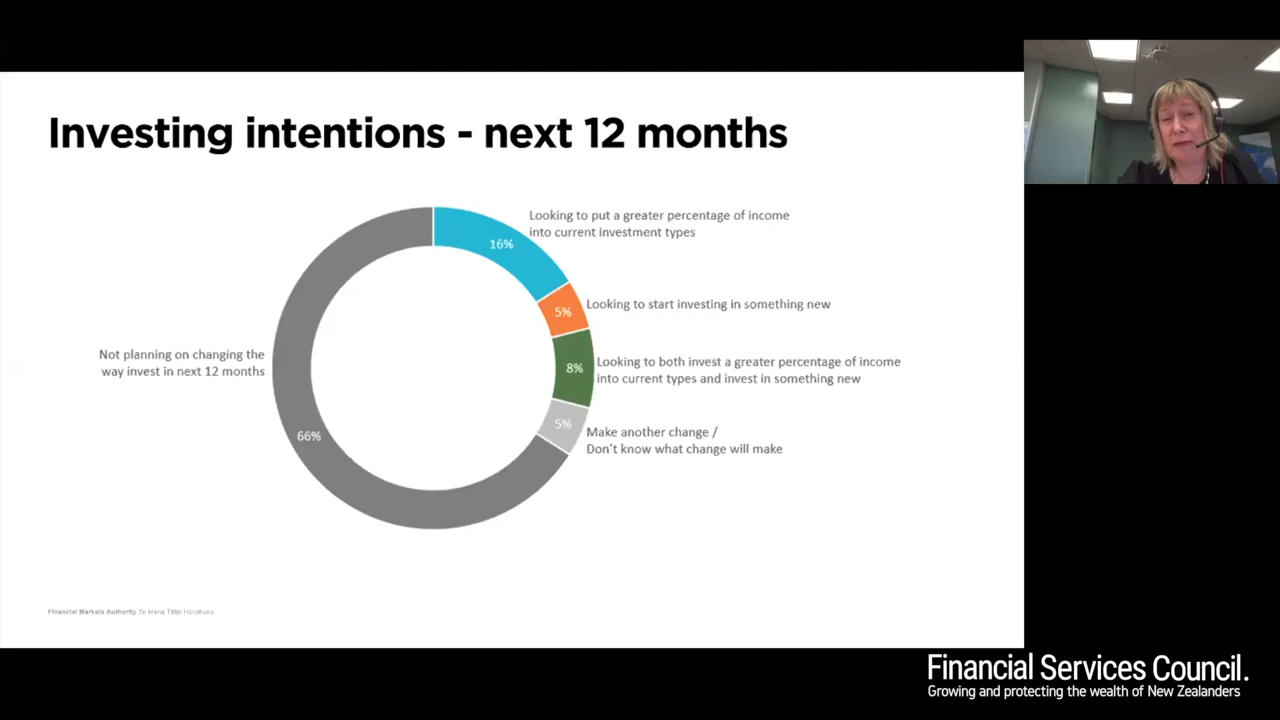 Investing intentions - next 12 months
Looking to put a greater percentage of income
into current investment types
16%
5%
Looking to start investing in something new
8%
Looking to both invest a greater percentage of income
into current types and invest in something new
5%
Make another change /
Don't know what change will make
Not planning on changing the
way invest in next 12 months
66%
Financial Markets Authority Te Mana Tātai Hokohoko
Financial Services Council.
Growing and protecting the wealth of New Zealanders